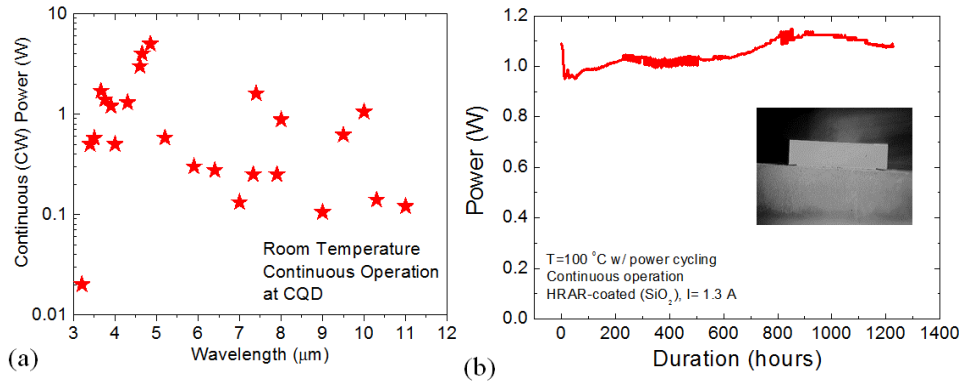 10
1
0.1
0.01
3 4 5 6 7 8 9 10 11 12
Continuous (CW) Power (W)
Wavelength (μm)
Room Temperature
Continuous Operation
at CQD
(a)
1.2
1.0
0.8
0.6
0.4
0.2
0.0
0 200 400 600 800 1000 1200 1400
Power (W)
Duration (hours)
T=100 °C w/ power cycling
Continuous operation
HRAR-coated (SiO₂), I= 1.3 A
(b)